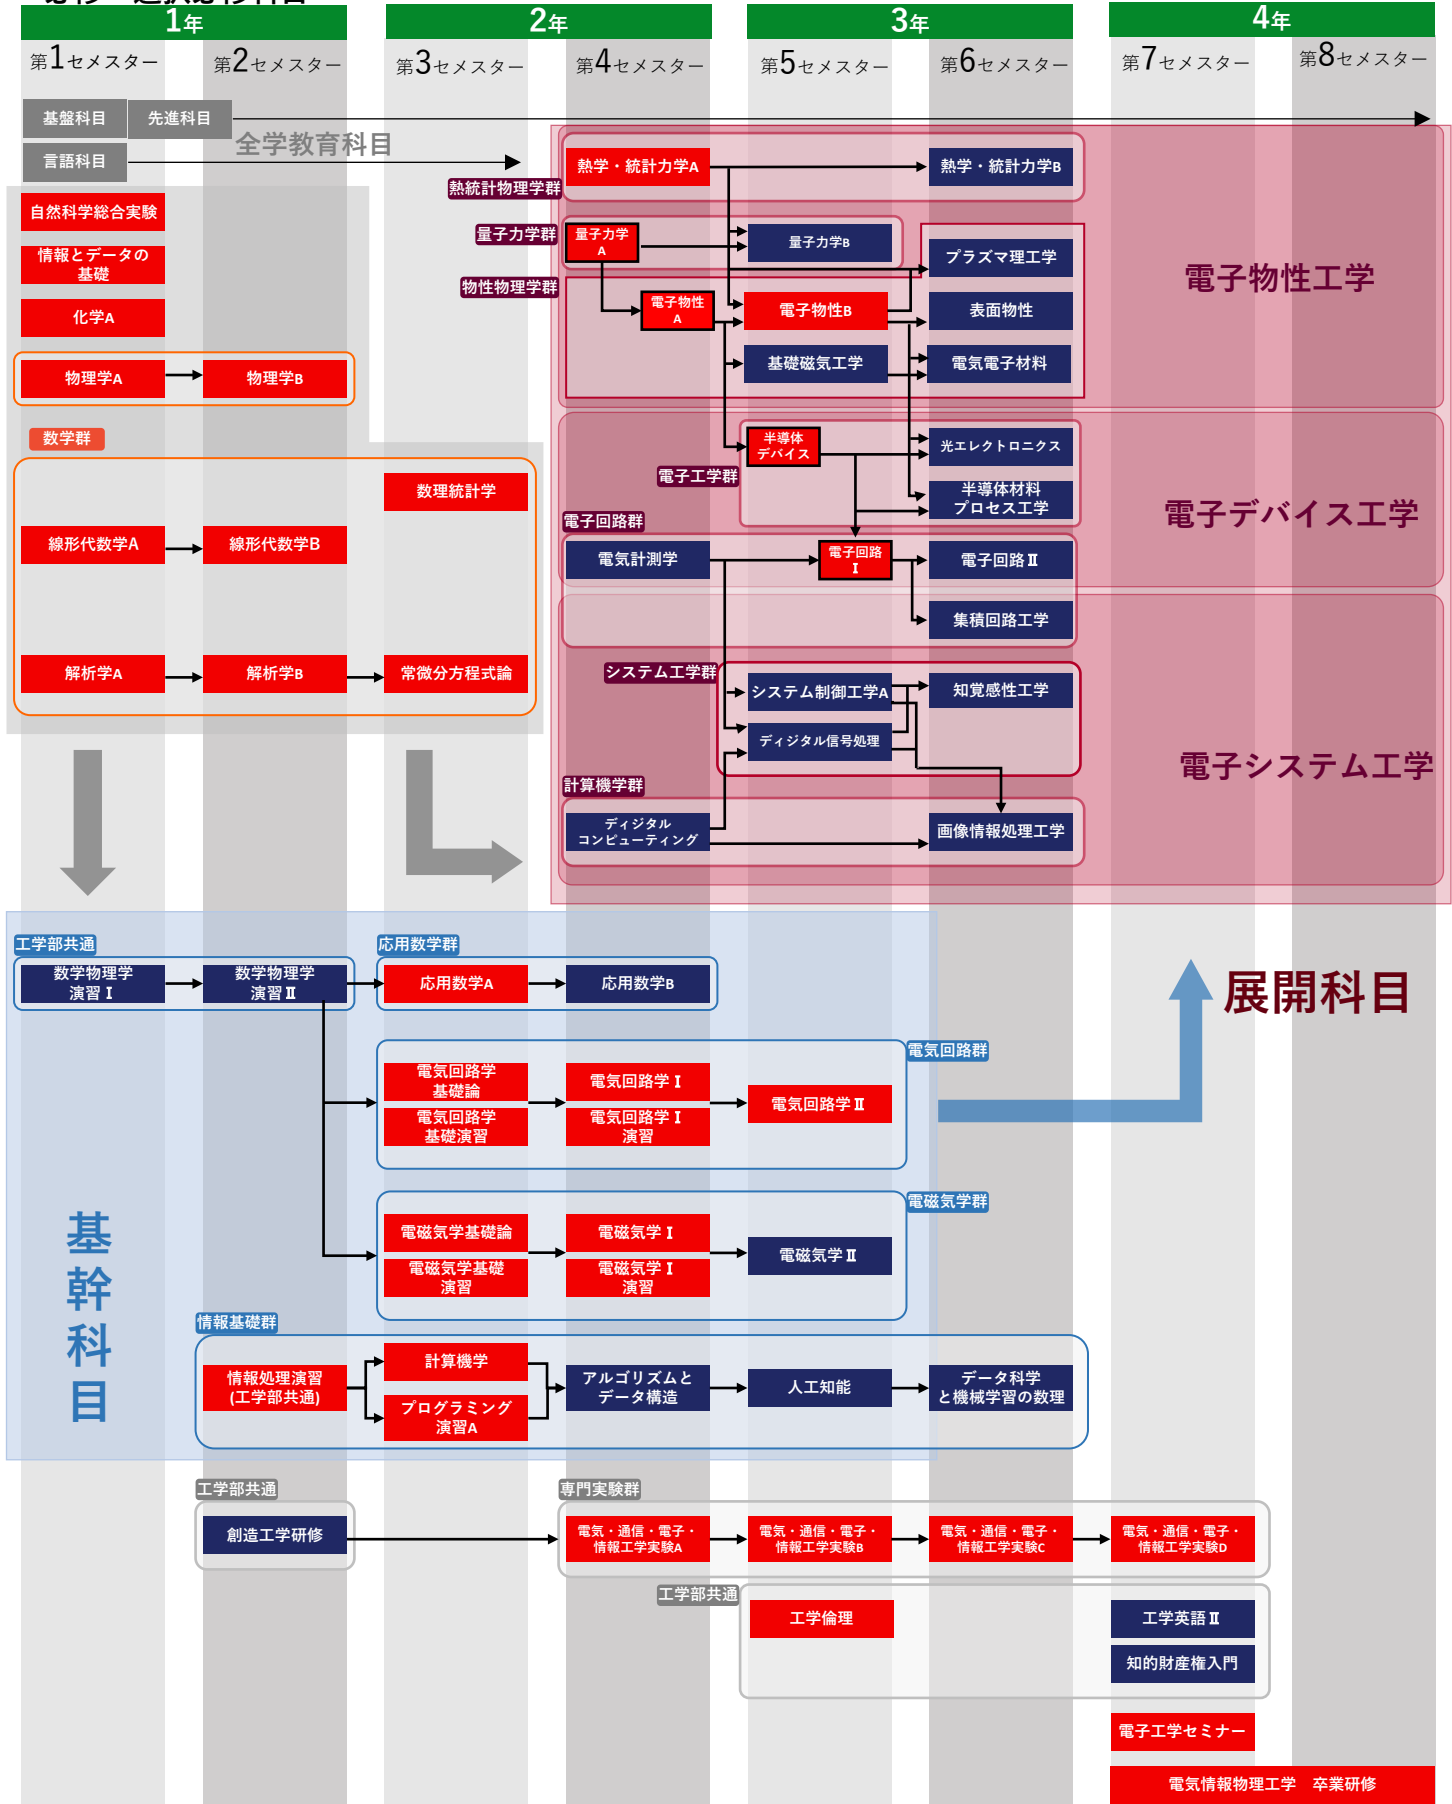 1年
2年
3年
4年
第1セメスター
第2セメスター
第3セメスター
第4セメスター
第5セメスター
第6セメスター
第7セメスター
第8セメスター
基盤科目
先進科目
言語科目
全学教育科目
自然科学総合実験
情報とデータの
基礎
化学A
物理学A
物理学B
数学群
数理統計学
線形代数学A
線形代数学B
解析学A
解析学B
常微分方程式論
熱統計物理学群
熱学・統計力学A
熱学・統計力学B
量子力学群
量子力学
A
量子力学B
物性物理学群
プラズマ理工学
電子物性
A
電子物性B
表面物性
基礎磁気工学
電気電子材料
電子物性工学
電子工学群
半導体
デバイス
光エレクトロニクス
半導体材料
プロセス工学
電子デバイス工学
電子回路群
電気計測学
電子回路
Ⅰ
電子回路Ⅱ
集積回路工学
システム工学群
システム制御工学A
知覚感性工学
ディジタル信号処理
電子システム工学
計算機学群
ディジタル
コンピューティング
画像情報処理工学
工学部共通
数学物理学
演習Ⅰ
数学物理学
演習Ⅱ
応用数学群
応用数学A
応用数学B
展開科目
電気回路群
電気回路学
基礎論
電気回路学
基礎演習
電気回路学Ⅰ
電気回路学Ⅰ
演習
電気回路学Ⅱ
電磁気学群
電磁気学基礎論
電磁気学基礎
演習
電磁気学Ⅰ
電磁気学Ⅰ
演習
電磁気学Ⅱ
基
幹
科
目
情報基礎群
情報処理演習
(工学部共通)
計算機学
プログラミング
演習A
アルゴリズムと
データ構造
人工知能
データ科学
と機械学習の数理
工学部共通
創造工学研修
専門実験群
電気・通信・電子・
情報工学実験A
電気・通信・電子・
情報工学実験B
電気・通信・電子・
情報工学実験C
電気・通信・電子・
情報工学実験D
工学部共通
工学倫理
工学英語Ⅱ
知的財産権入門
電子工学セミナー
電気情報物理工学　卒業研修